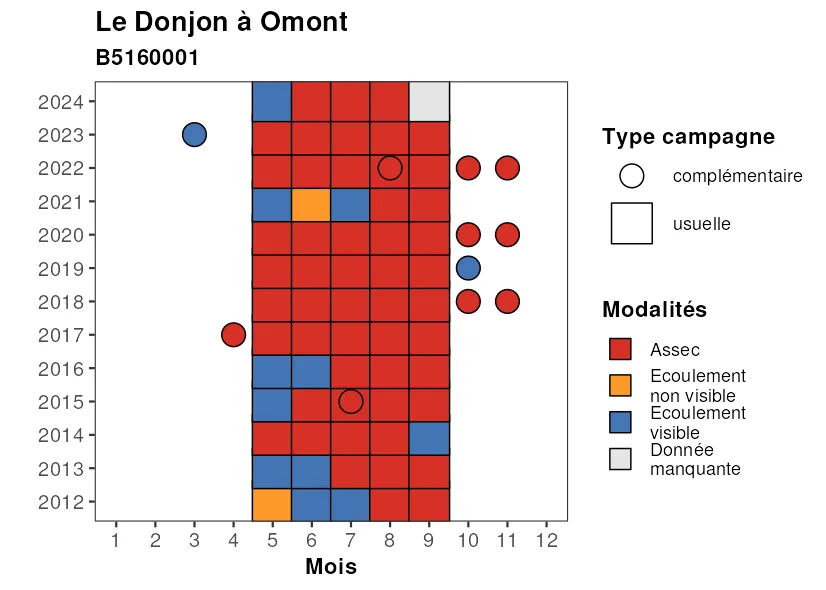 Le Donjon à Omont
B5160001
2024
2023
2022
2021
2020
2019
2018
2017
2016
2015
2014
2013
2012
1 2 3 4 5 6 7 8 9 10 11 12
Mois
Type campagne
complémentaire
usuelle
Modalités
Assec
Ecoulement
non visible
Ecoulement
visible
Donnée
manquante